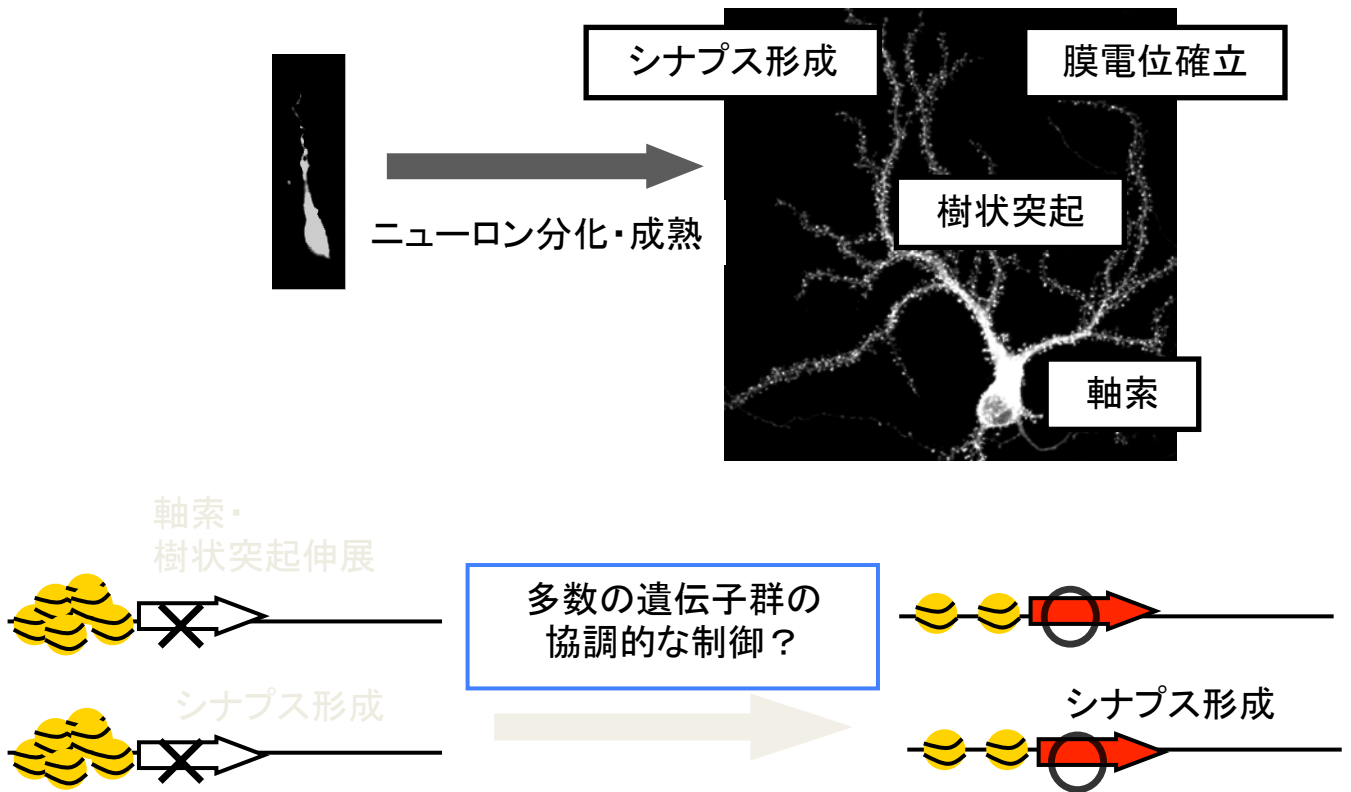 シナプス形成
膜電位確立
樹状突起
ニューロン分化・成熟
軸索
軸索・
樹状突起伸展
多数の遺伝子群の
協調的な制御？
シナプス形成
シナプス形成